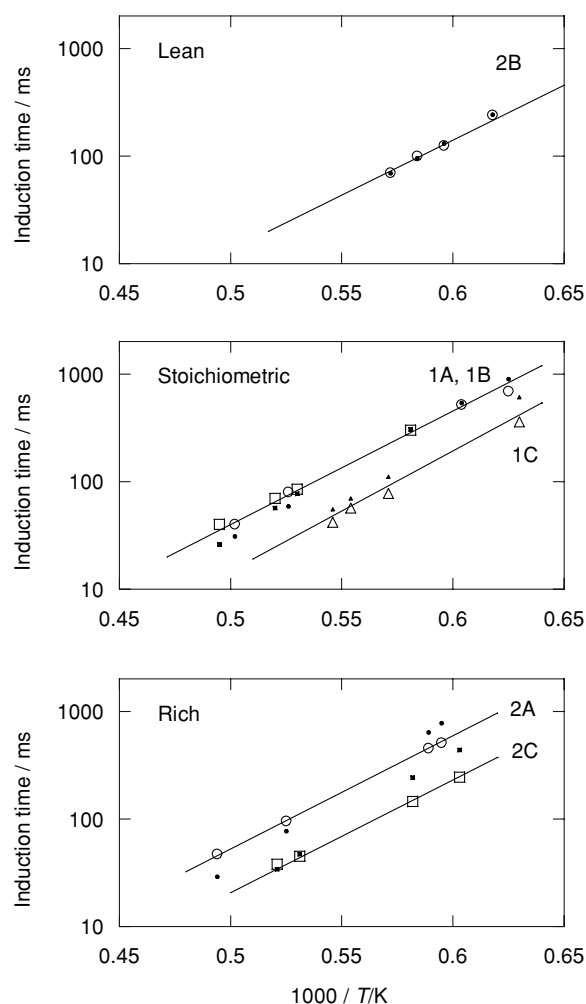 Lean
2B
1000
100
10
Induction time / ms
0.45 0.5 0.55 0.6 0.65
Stoichiometric
1A, 1B
1C
1000
100
10
Induction time / ms
0.45 0.5 0.55 0.6 0.65
Rich
2A
2C
1000
100
10
Induction time / ms
0.45 0.5 0.55 0.6 0.65
1000 / T/K